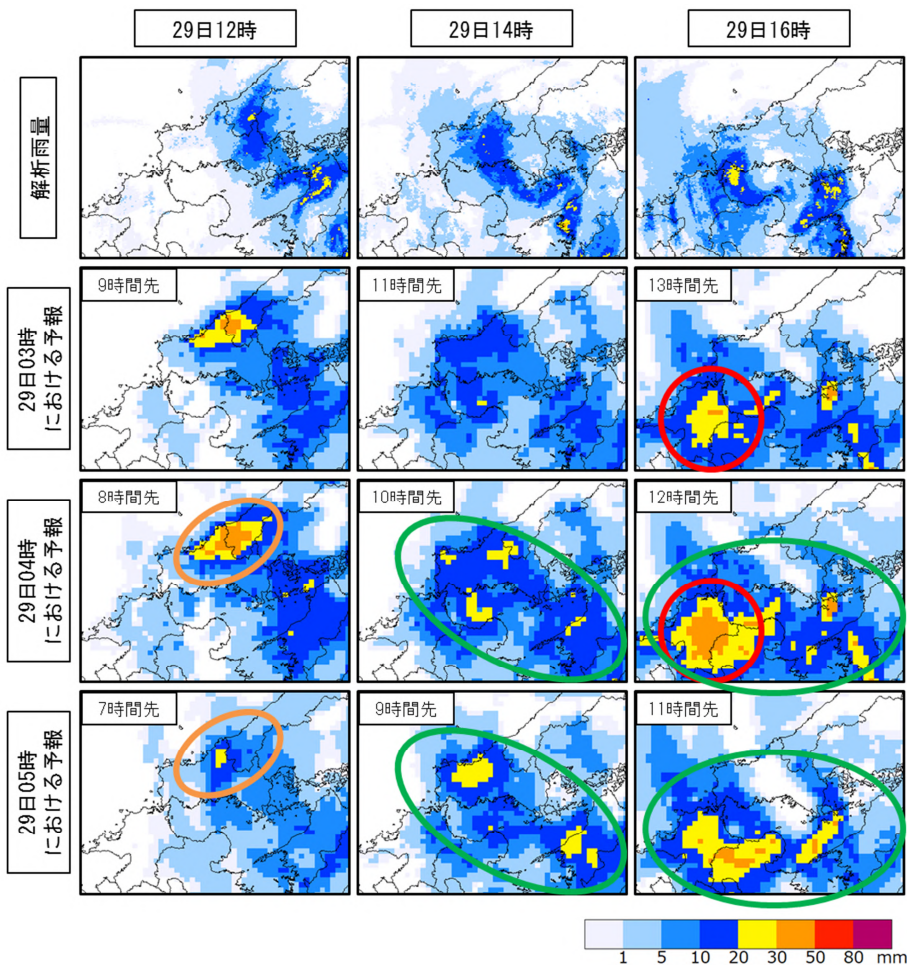 29日12時
29日14時
29日16時
解析雨量
29日03時
における予報
9時間先
11時間先
13時間先
29日04時
における予報
8時間先
10時間先
12時間先
29日05時
における予報
7時間先
9時間先
11時間先
1 5 10 20 30 50 80 mm